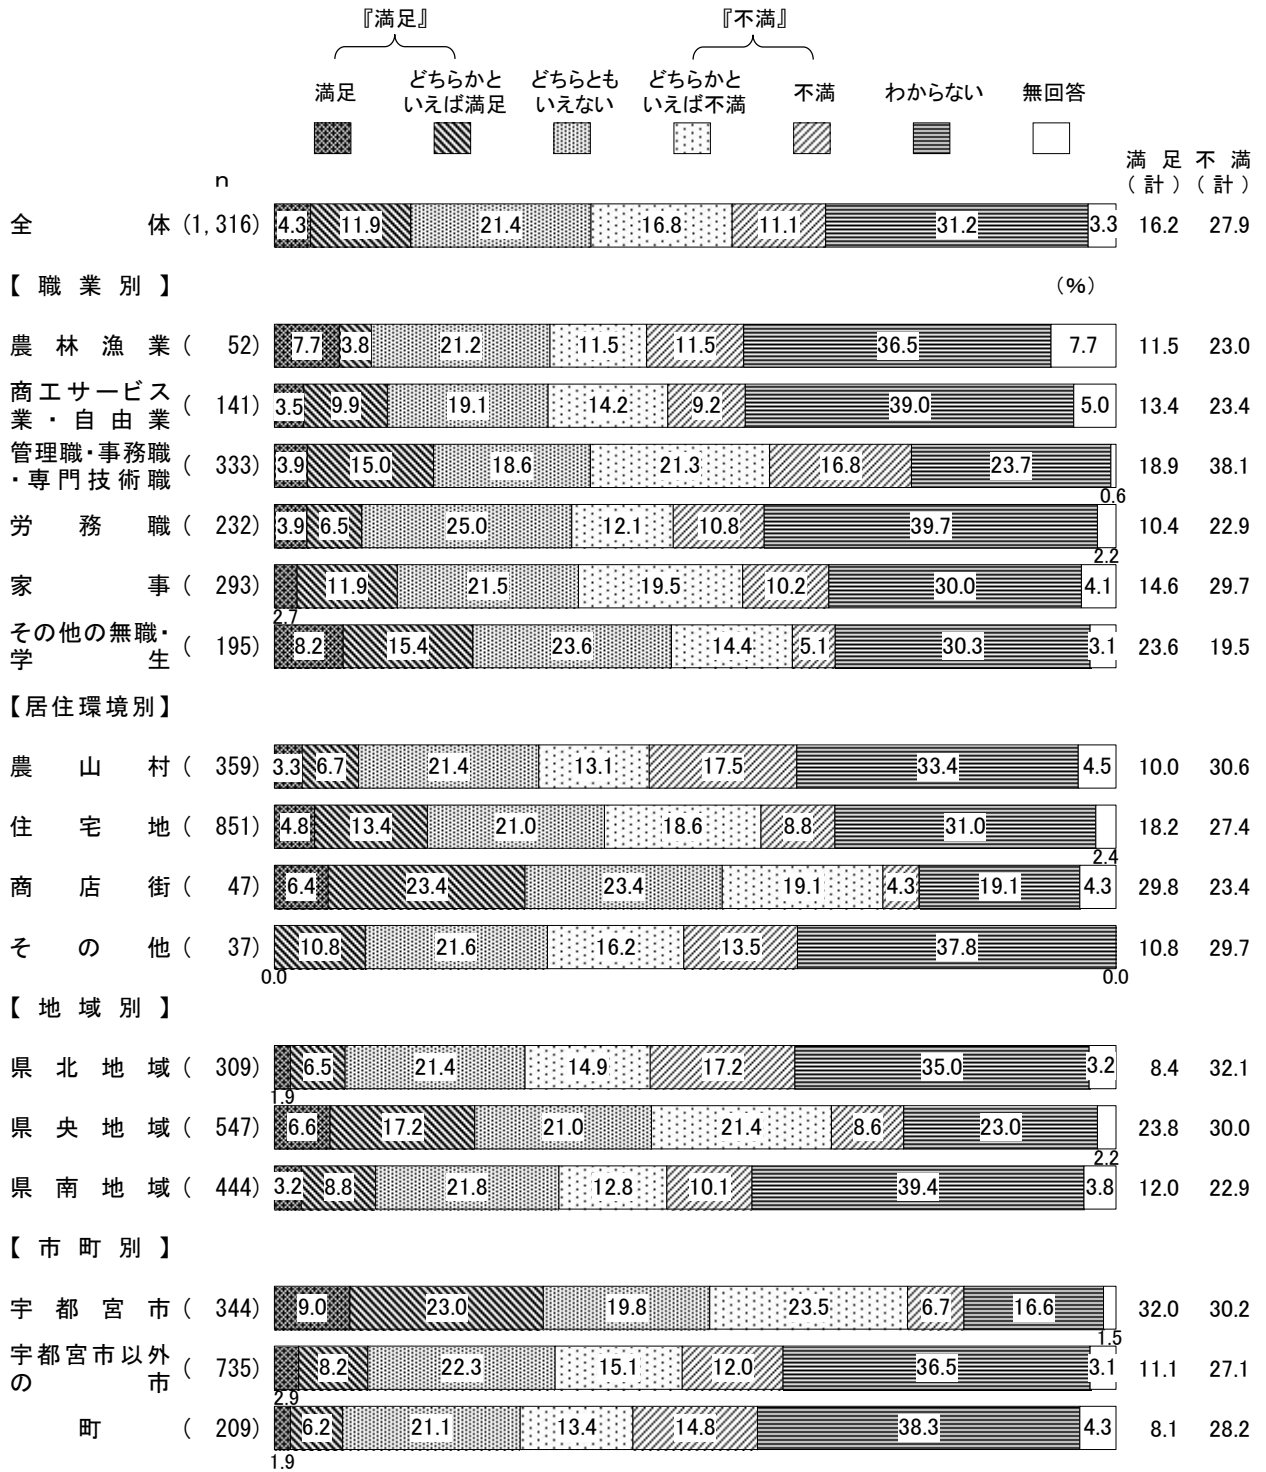 『満足』 『不満』
満足 どちらかと どちらとも どちらかと 不満 わからない 無回答
いえば満足 いえない いえば不満
満 足 不 満
n (計) (計)
全 体 (1,316) 4.3 11.9 21.4 16.8 11.1 31.2 3.3 16.2 27.9
【 職 業 別 】 (%)
農 林 漁 業 ( 52) 7.7 3.8 21.2 11.5 11.5 36.5 7.7 11.5 23.0
商工サービス
業・自由業 ( 141) 3.5 9.9 19.1 14.2 9.2 39.0 5.0 13.4 23.4
管理職・事務職
・専門技術職 ( 333) 3.9 15.0 18.6 21.3 16.8 23.7 18.9 38.1
0.6
労 務 職 ( 232) 3.9 6.5 25.0 12.1 10.8 39.7 10.4 22.9
2.2
家 事 ( 293) 11.9 21.5 19.5 10.2 30.0 4.1 14.6 29.7
2.7
その他の無職・
学 生 ( 195) 8.2 15.4 23.6 14.4 5.1 30.3 3.1 23.6 19.5
【居住環境別】
農 山 村 ( 359) 3.3 6.7 21.4 13.1 17.5 33.4 4.5 10.0 30.6
住 宅 地 ( 851) 4.8 13.4 21.0 18.6 8.8 31.0 18.2 27.4
2.4
商 店 街 ( 47) 6.4 23.4 23.4 19.1 4.3 19.1 4.3 29.8 23.4
そ の 他 ( 37) 10.8 21.6 16.2 13.5 37.8 10.8 29.7
0.0 0.0
【 地 域 別 】
県 北 地 域 ( 309) 6.5 21.4 14.9 17.2 35.0 3.2 8.4 32.1
1.9
県 央 地 域 ( 547) 6.6 17.2 21.0 21.4 8.6 23.0 23.8 30.0
2.2
県 南 地 域 ( 444) 3.2 8.8 21.8 12.8 10.1 39.4 3.8 12.0 22.9
【 市 町 別 】
宇 都 宮 市 ( 344) 9.0 23.0 19.8 23.5 6.7 16.6 32.0 30.2
1.5
宇都宮市以外
の 市 ( 735) 8.2 22.3 15.1 12.0 36.5 3.1 11.1 27.1
2.9
町 ( 209) 6.2 21.1 13.4 14.8 38.3 4.3 8.1 28.2
1.9